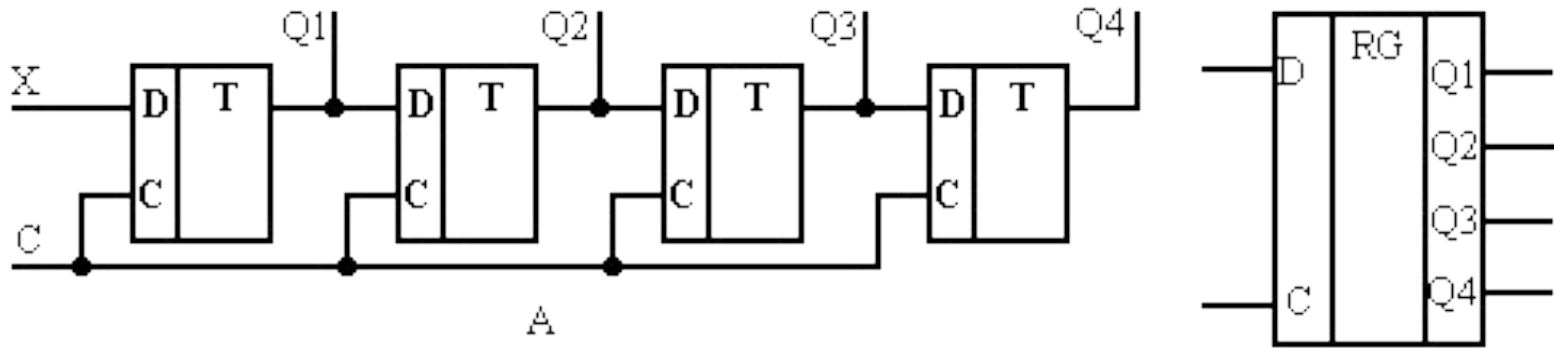 Q1 Q2 Q3 Q4
X
D T D T D T D T
C C C C
C
A
RG
D Q1
Q2
Q3
C Q4